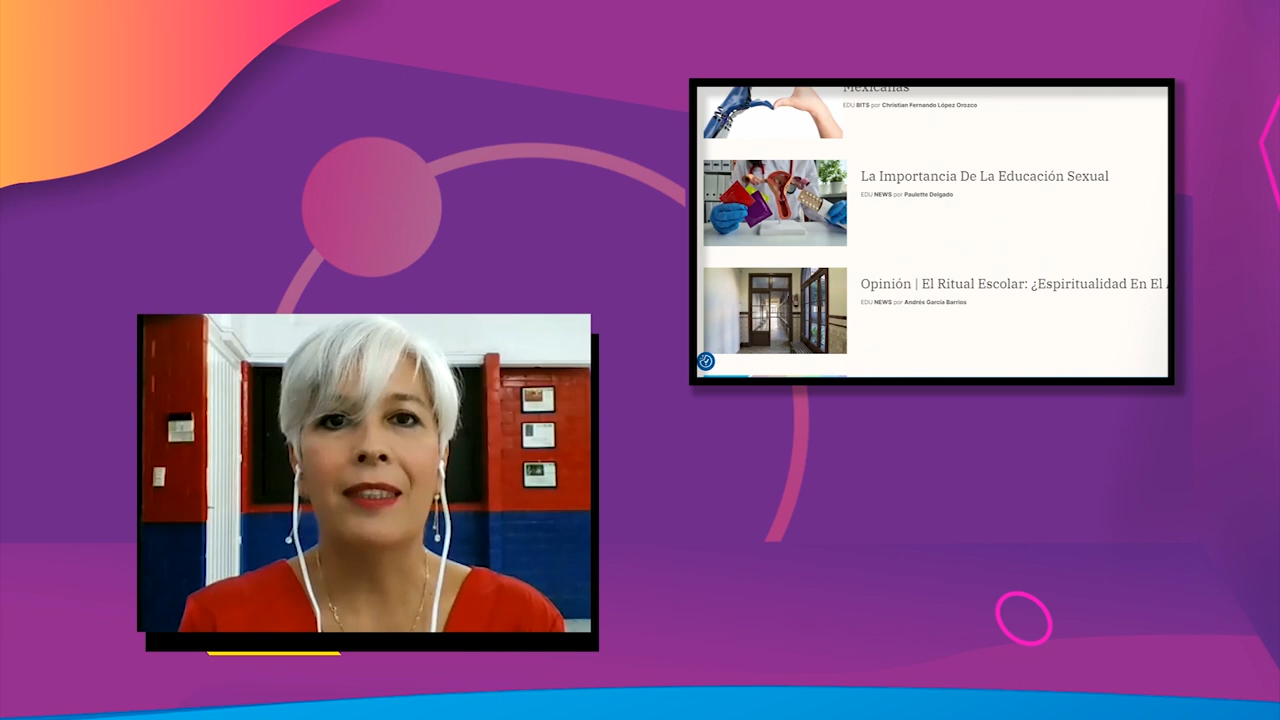 Mexicanas
EDU BITS por Christian Fernando López Orozco
La Importancia De La Educación Sexual
EDU NEWS por Paulette Delgado
Opinión | El Ritual Escolar: ¿Espiritualidad En El
EDU NEWS por Andrés García Barrios